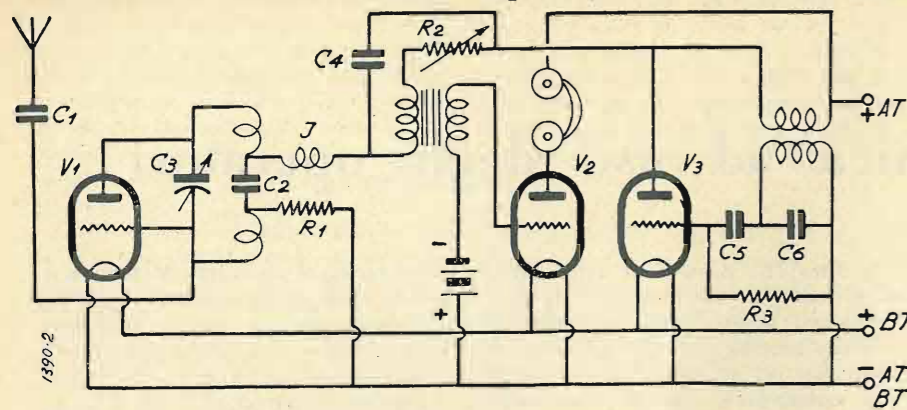 R2
C4
+ AT
C1
J
V1
C3
C2
V2
V3
R1
C5
C6
-
+
R3
+ BT
- AT
BT
1390-2